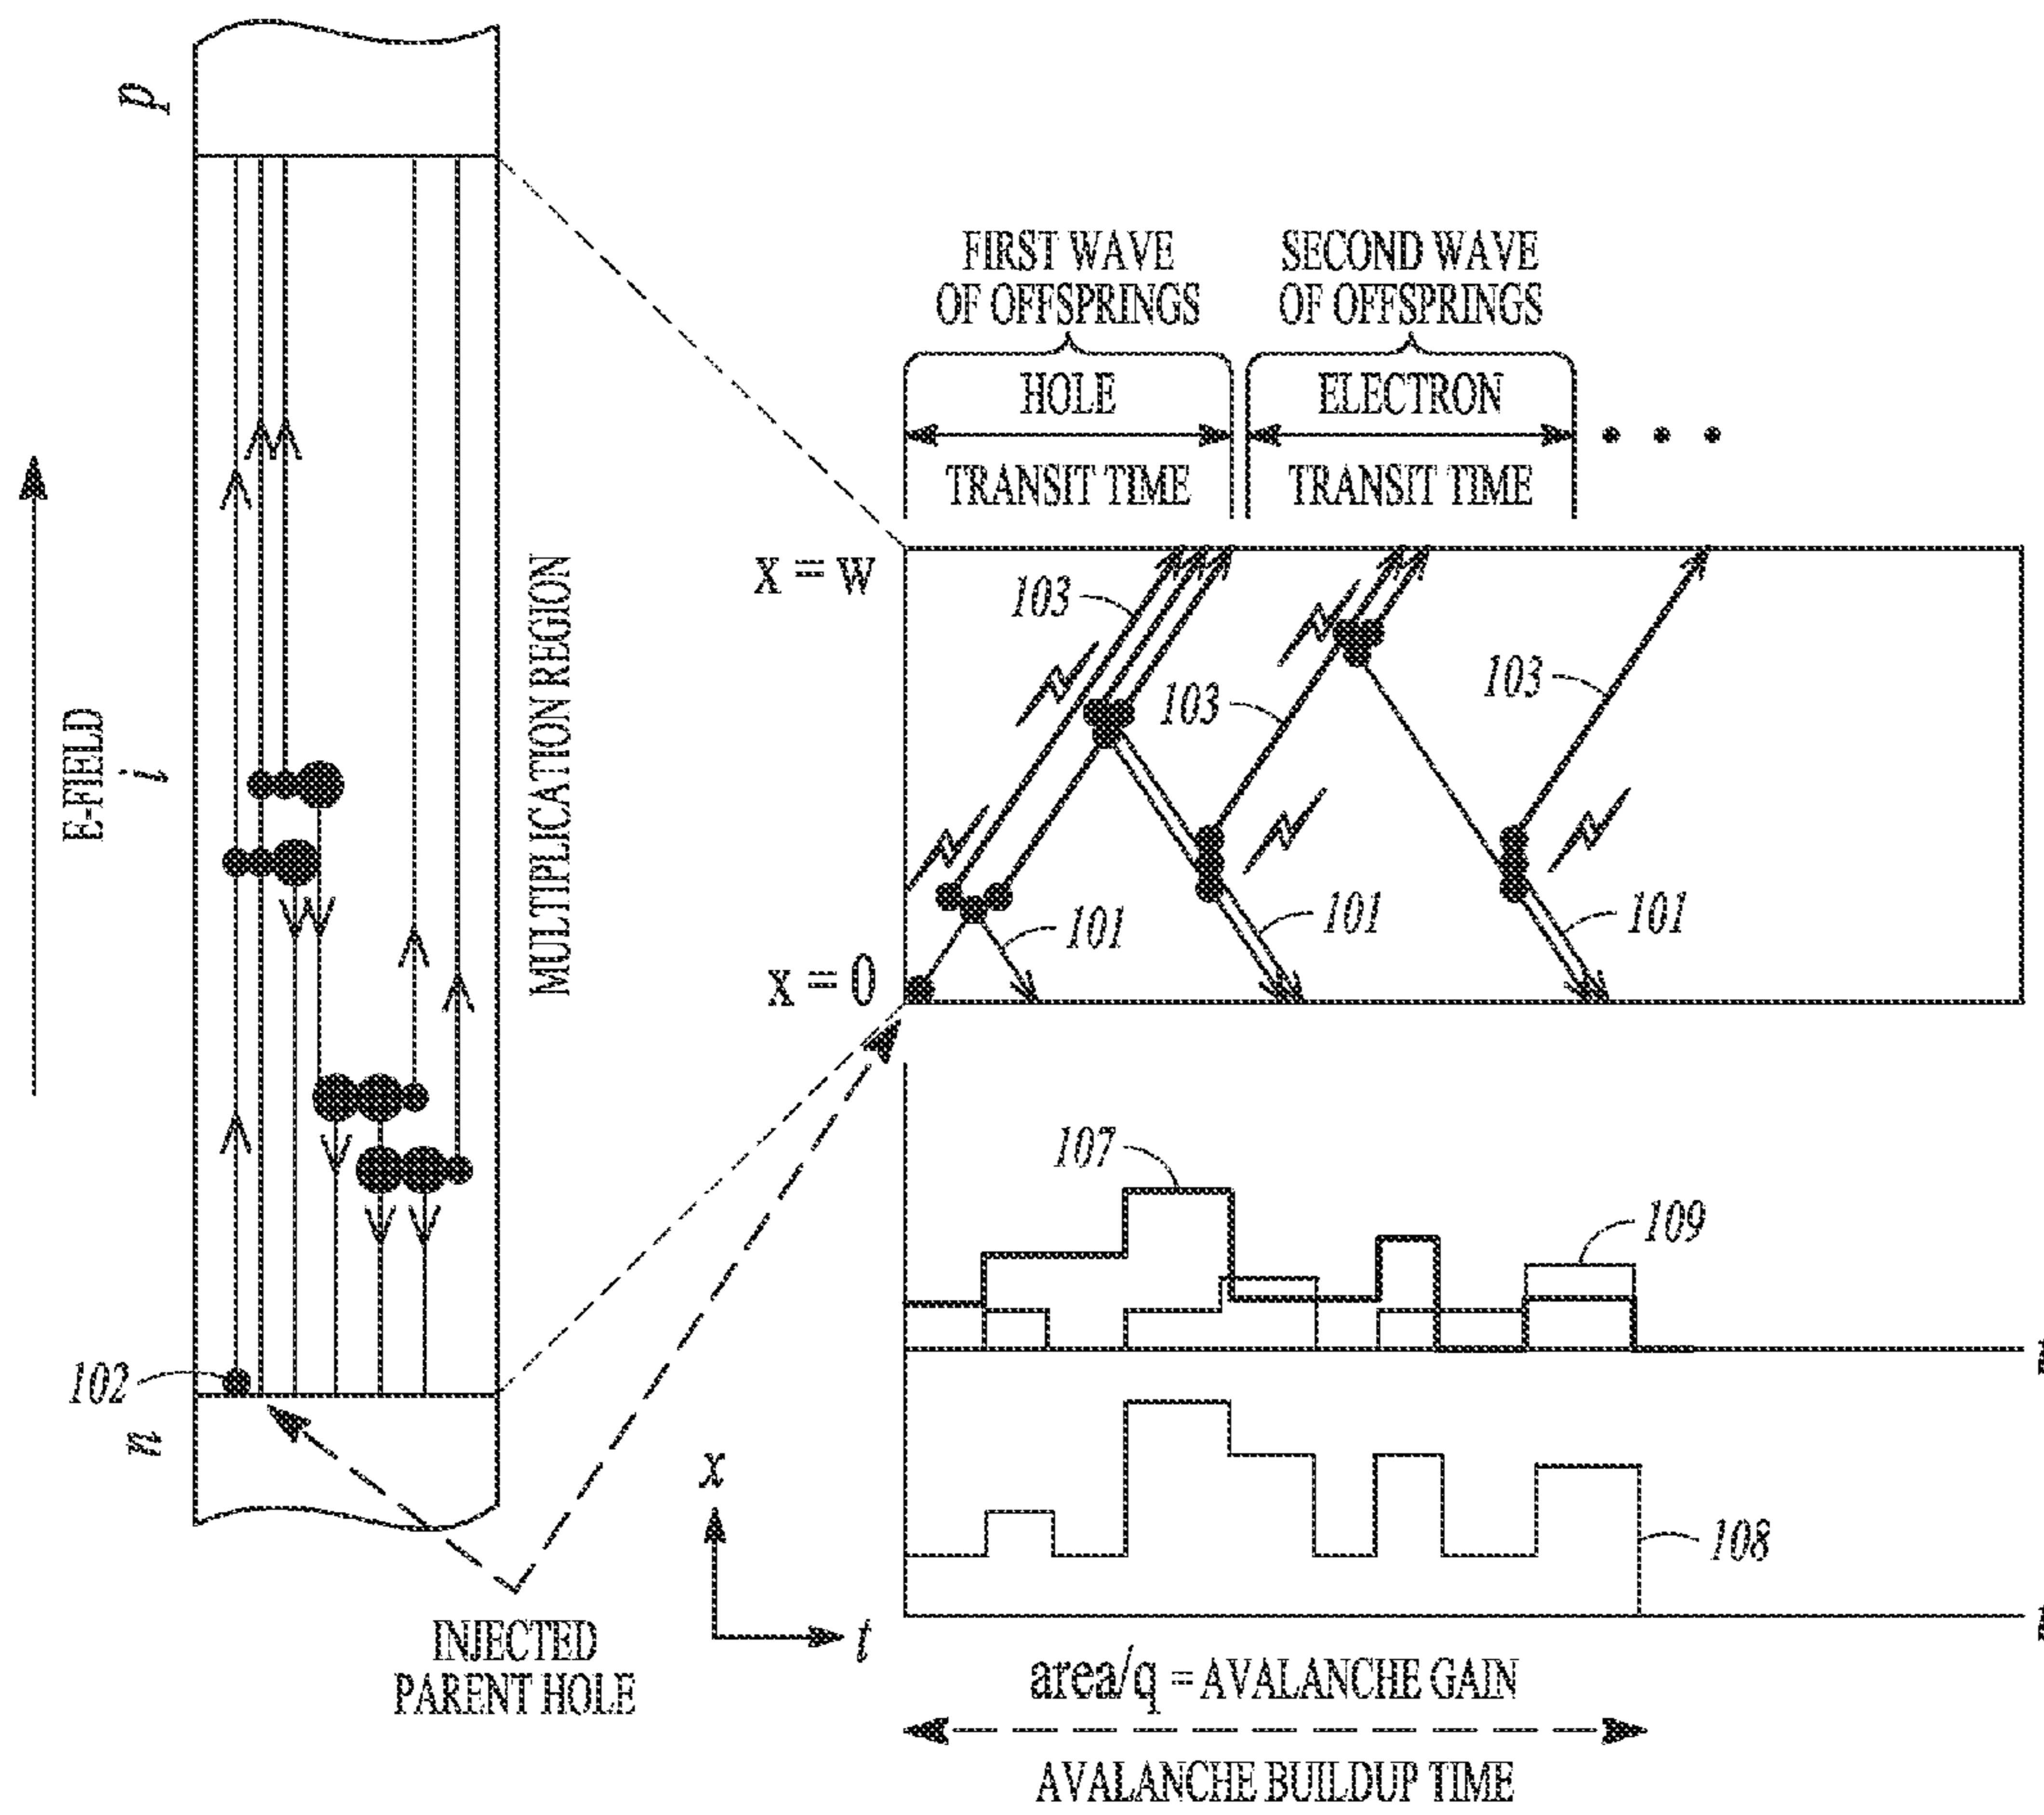 p
E-FIELD
i
MULTIPLICATION REGION
102
n
INJECTED
PARENT HOLE
FIRST WAVE
OF OFFSPRINGS
SECOND WAVE
OF OFFSPRINGS
HOLE
ELECTRON
TRANSIT TIME
TRANSIT TIME
x = w
103
103
103
101
101
101
x = 0
107
109
x
t
108
area/q = AVALANCHE GAIN
AVALANCHE BUILDUP TIME